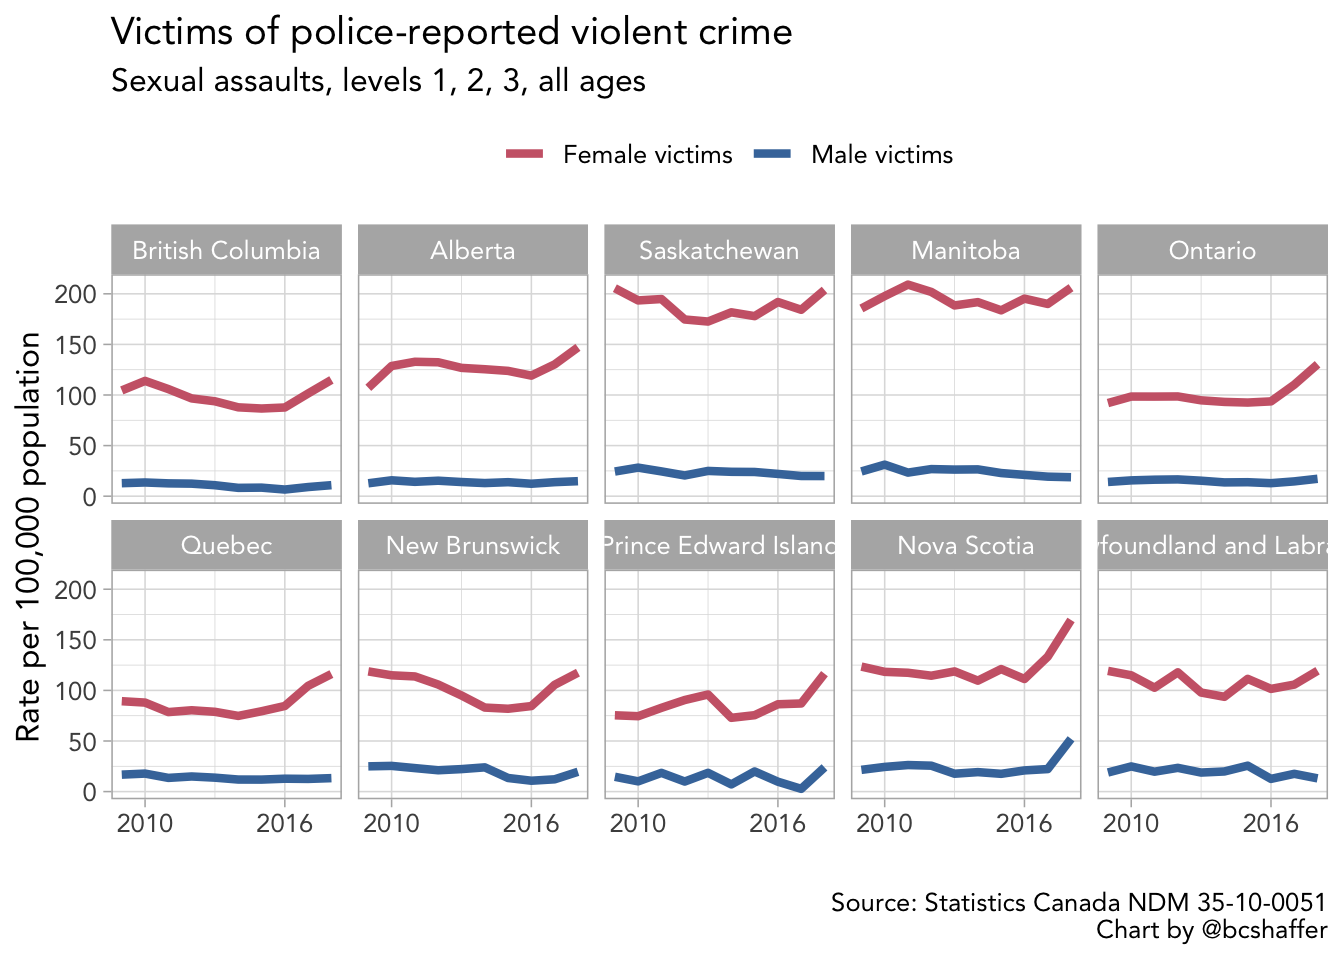 Victims of police-reported violent crime
Sexual assaults, levels 1, 2, 3, all ages
Female victims Male victims
British Columbia Alberta Saskatchewan Manitoba Ontario
Rate per 100,000 population
200
150
100
50
0
Quebec New Brunswick Prince Edward Island Nova Scotia foundland and Labra
200
150
100
50
0
2010 2016 2010 2016 2010 2016 2010 2016 2010 2016
Source: Statistics Canada NDM 35-10-0051
Chart by @bcshaffer